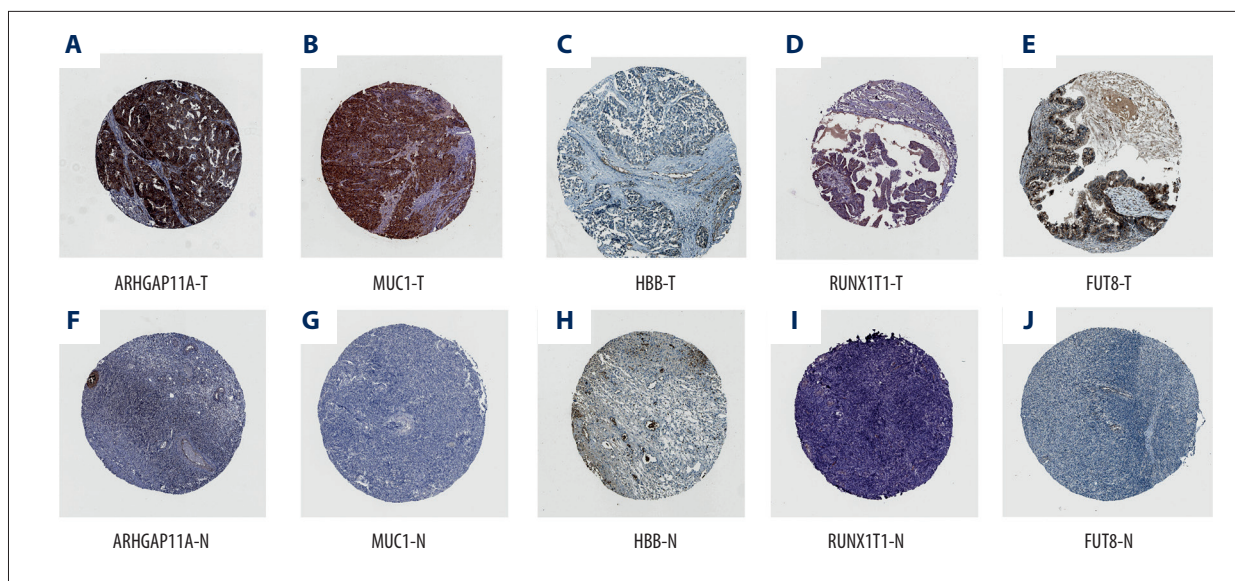 A B C D E
ARHGAP11A-T MUC1-T HBB-T RUNX1T1-T FUT8-T
F G H I J
ARHGAP11A-N MUC1-N HBB-N RUNX1T1-N FUT8-N